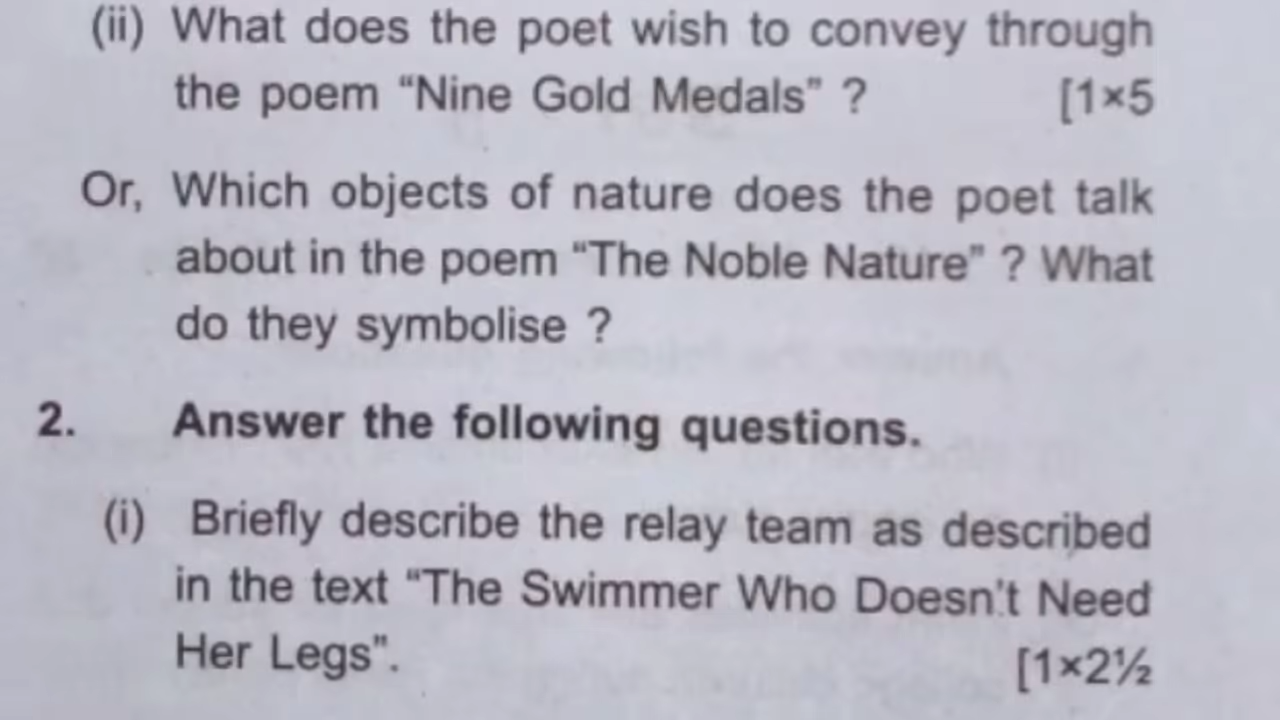 (ii) What does the poet wish to convey through
the poem “Nine Gold Medals” ? [1×5
Or, Which objects of nature does the poet talk
about in the poem “The Noble Nature” ? What
do they symbolise ?
2. Answer the following questions.
(i) Briefly describe the relay team as described
in the text “The Swimmer Who Doesn't Need
Her Legs”. [1×2½